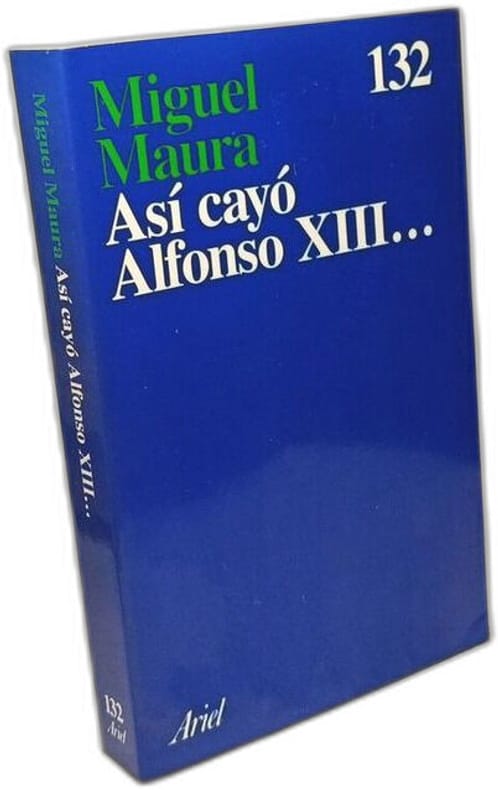 132
Miguel
Maura
Así cayó
Alfonso XIII...
Ariel
Miguel Maura Así cayó Alfonso XIII...
132
Ariel